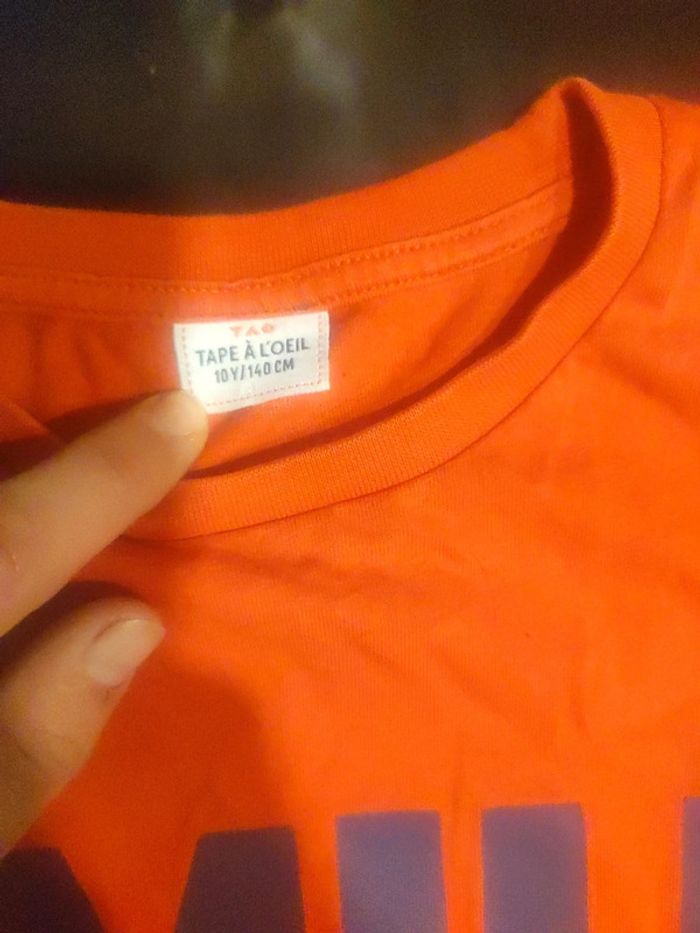 TAO
TAPE À L'OEIL
10Y/140 CM